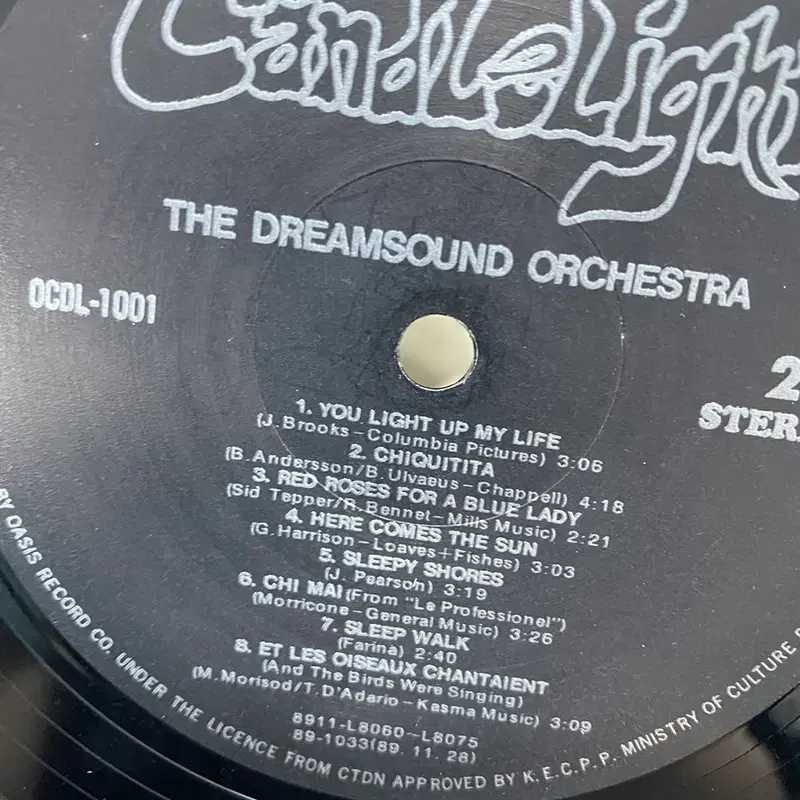 CandleLight
THE DREAMSOUND ORCHESTRA
OCDL-1001
2
1. YOU LIGHT UP MY LIFE
(J. Brooks-Columbia Pictures) 3:06
2. CHIQUITITA
(B. Andersson/B. Ulvaeus-Chappell) 4:18
3. RED ROSES FOR A BLUE LADY
(Sid Tepper/R. Bennet-Mills Music) 2:21
4. HERE COMES THE SUN
(G. Harrison-Loaves+Fishes) 3:03
5. SLEEPY SHORES
(J. Pearson) 3:19
6. CHI MAI (From "Le Professionel")
(Morricone-General Music) 3:26
7. SLEEP WALK
(Farina) 2:40
8. ET LES OISEAUX CHANTAIENT
(And The Birds Were Singing)
(M. Morisod/T. D'Adario-Kasma Music) 3:09
8911-L8060~L8075
89-1033(89. 11. 28)
BY OASIS RECORD CO. UNDER THE LICENCE FROM CTDN APPROVED BY K.E.C.P.P. MINISTRY OF CULTURE